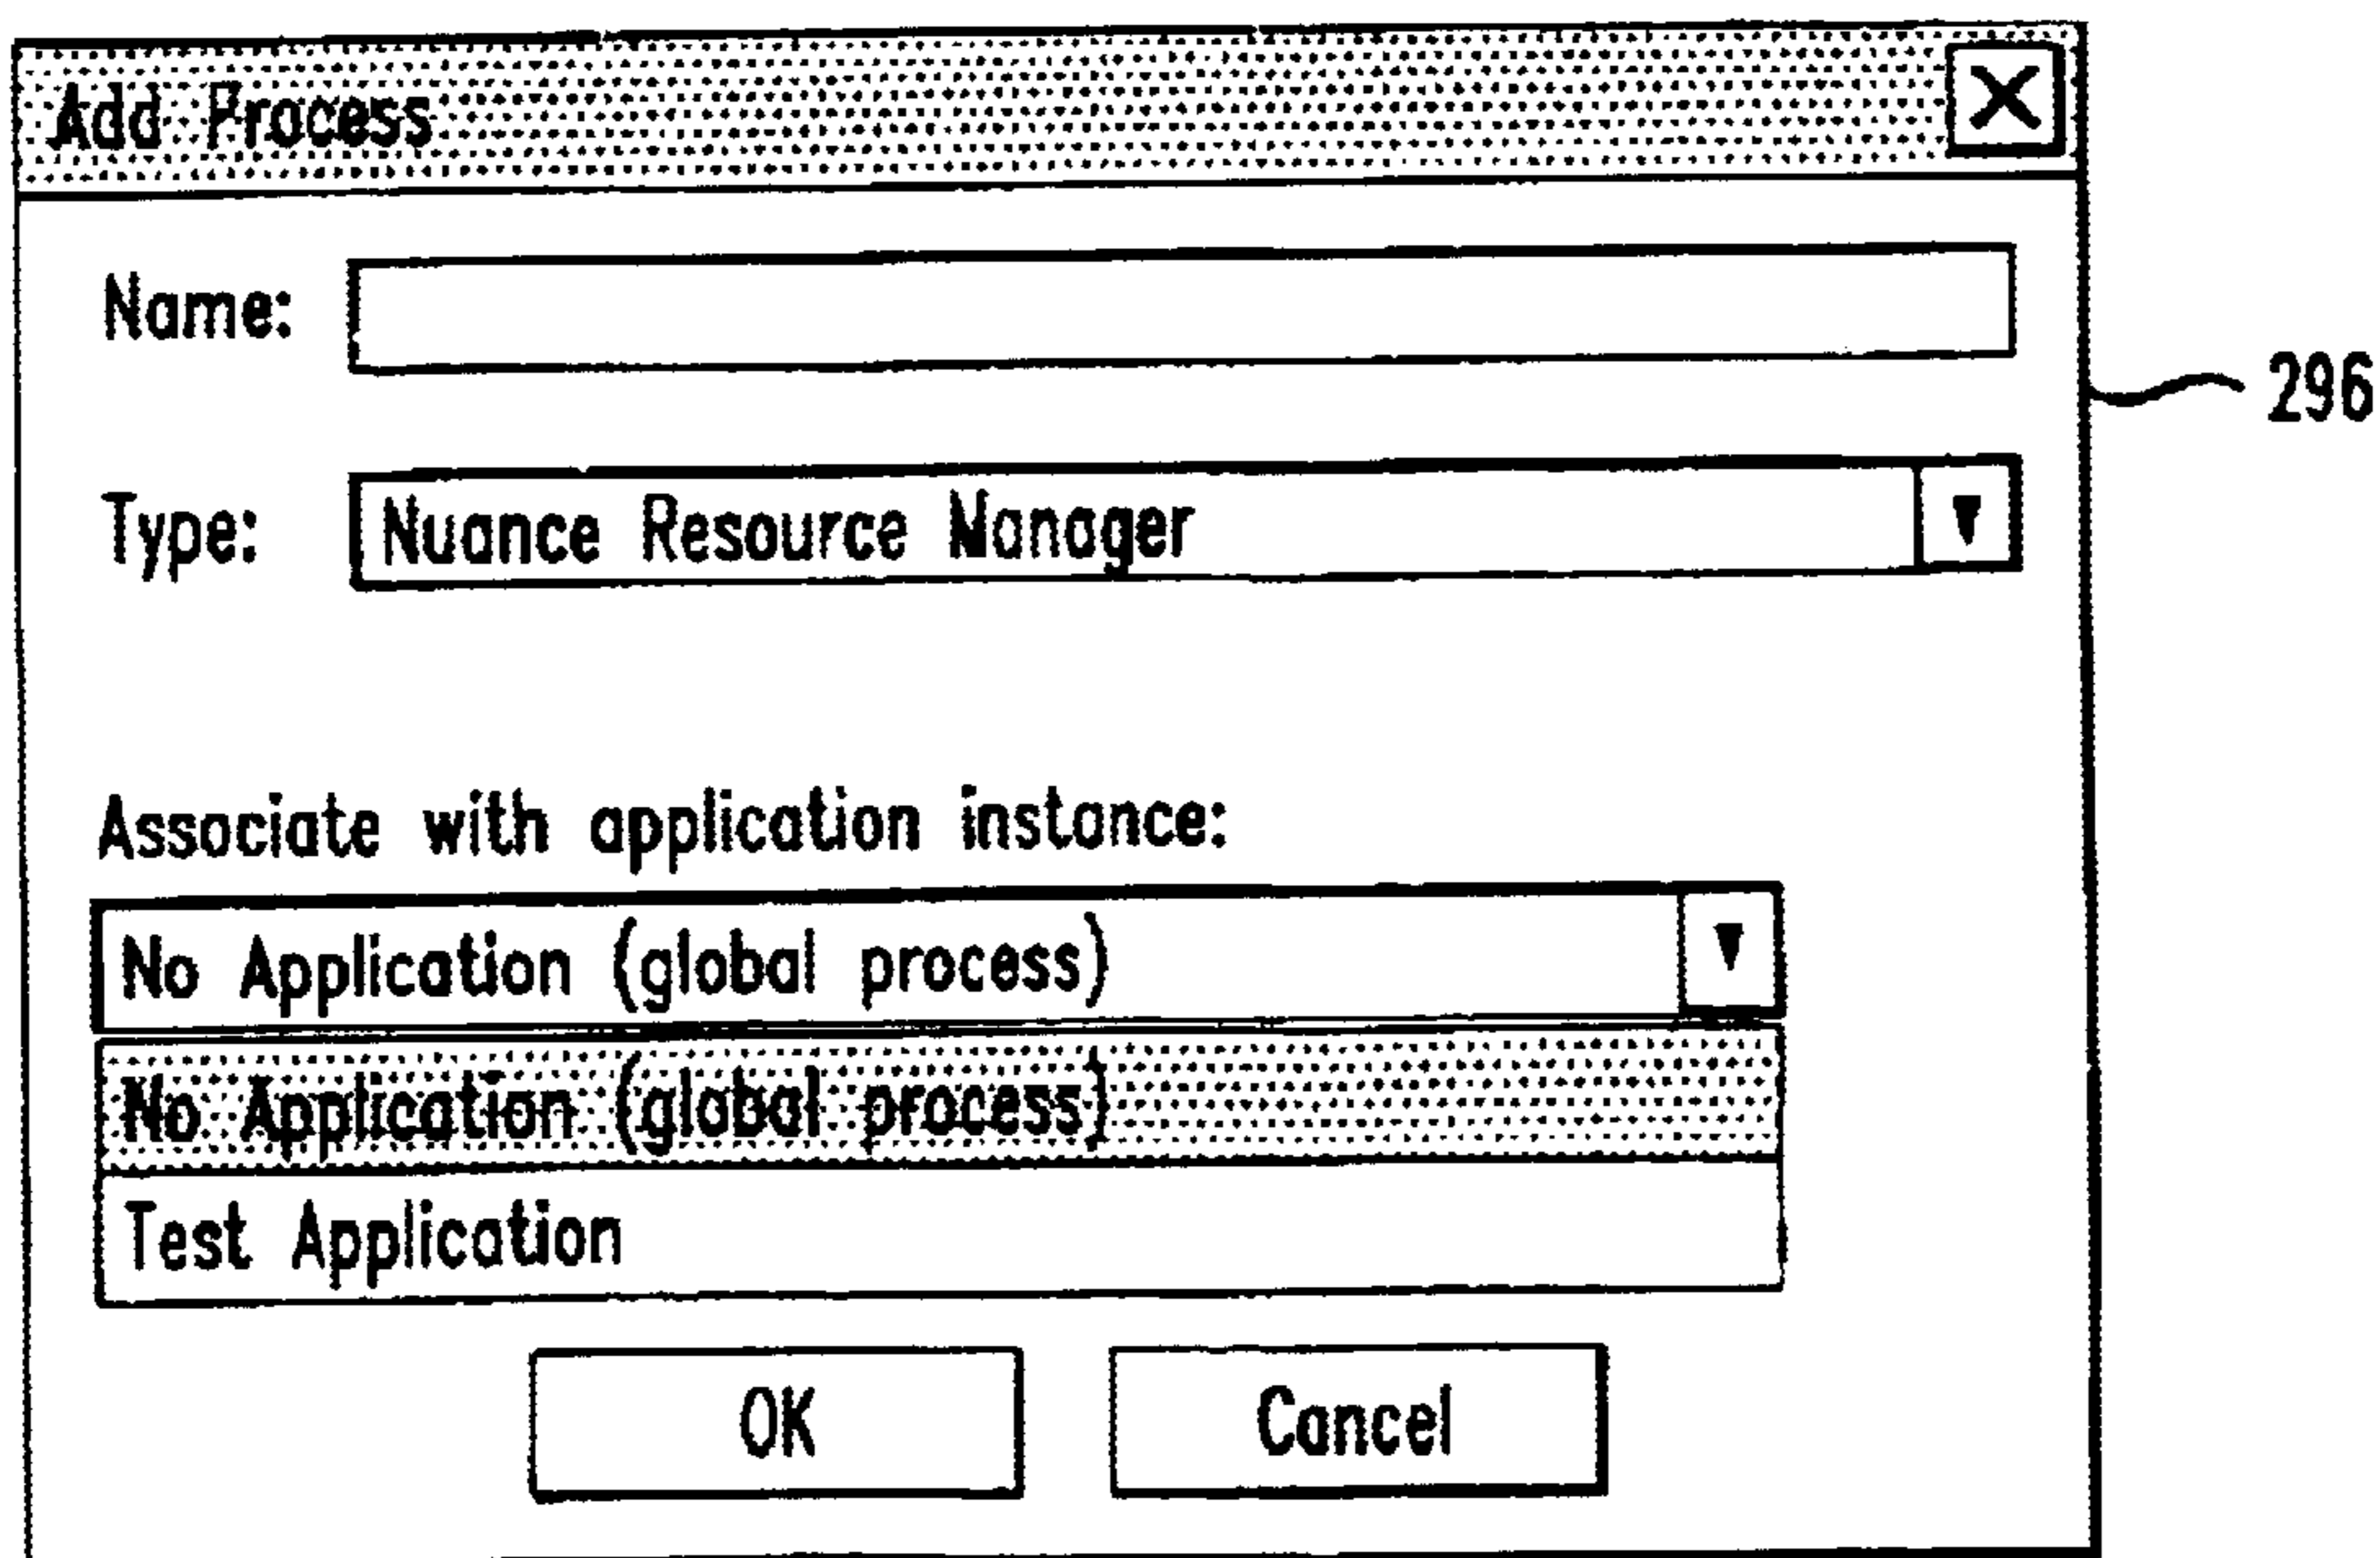 Add Process
Name:
296
Type: Nuance Resource Manager
Associate with application instance:
No Application (global process)
No Application (global process)
Test Application
OK Cancel